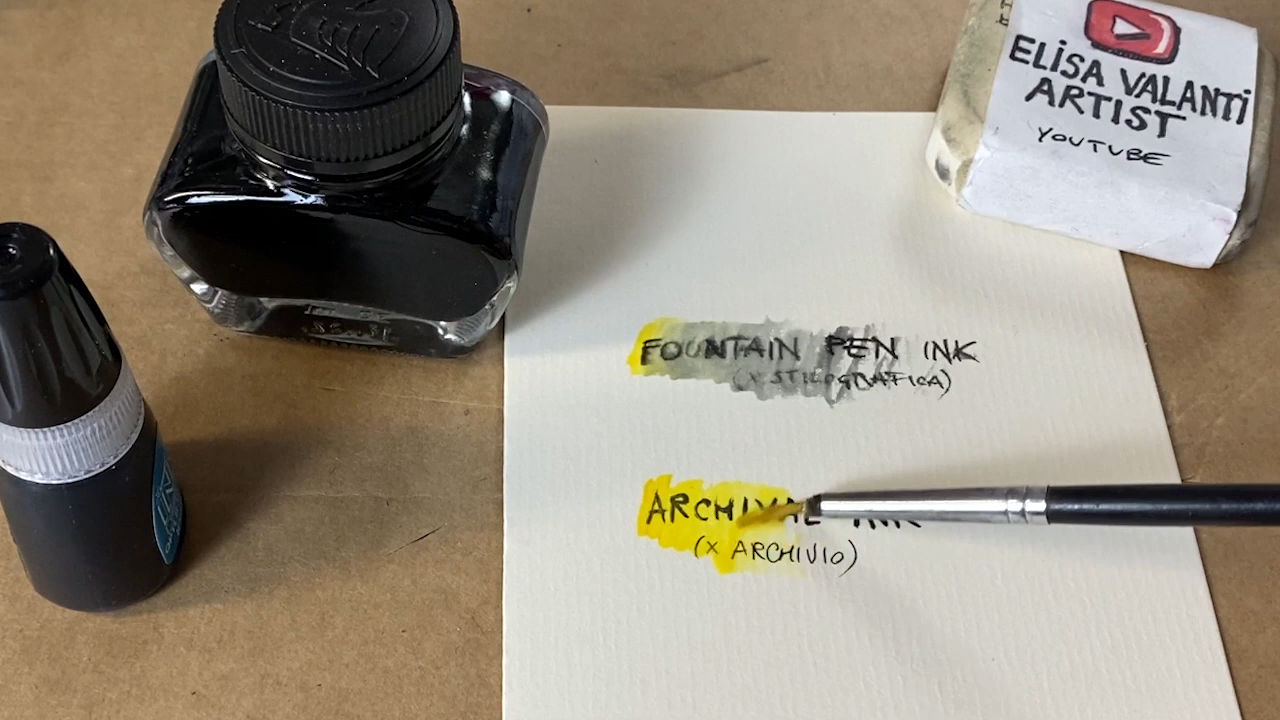 ELISA VALANTI
ARTIST
YOUTUBE
FOUNTAIN PEN INK
(X STILOGRAFICA)
ARCHIVAL INK
(X ARCHIVIO)